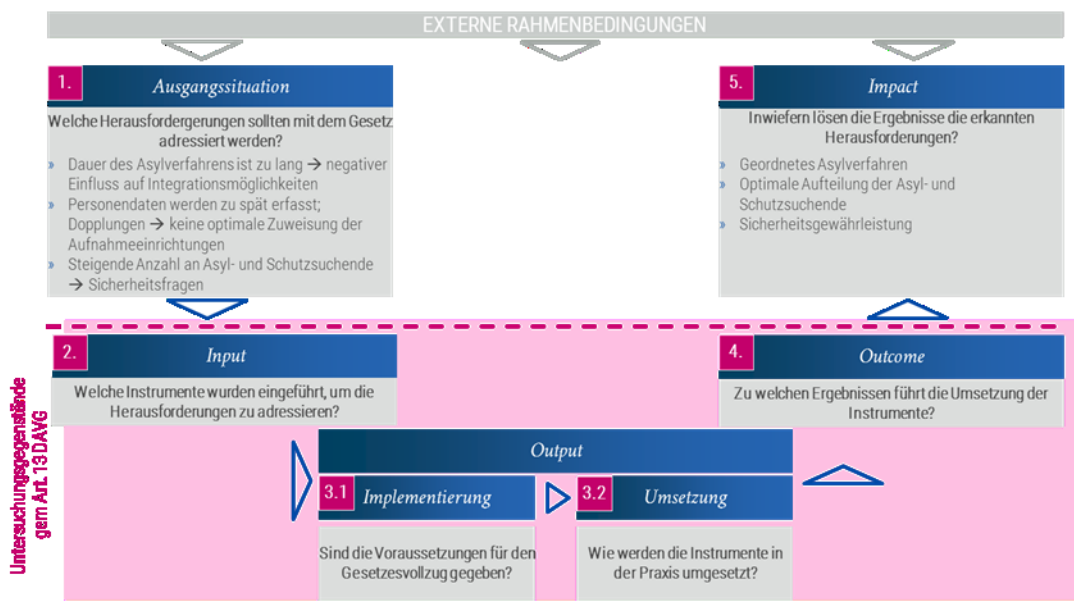 EXTERNE RAHMENBEDINGUNGEN
1.
Ausgangssituation
Welche Herausfordergerungen sollten mit dem Gesetz
adressiert werden?
» Dauer des Asylverfahrens ist zu lang → negativer
Einfluss auf Integrationsmöglichkeiten
» Personendaten werden zu spät erfasst;
Dopplungen → keine optimale Zuweisung der
Aufnahmeeinrichtungen
» Steigende Anzahl an Asyl- und Schutzsuchende
→ Sicherheitsfragen
5.
Impact
Inwiefern lösen die Ergebnisse die erkannten
Herausforderungen?
» Geordnetes Asylverfahren
» Optimale Aufteilung der Asyl- und
Schutzsuchende
» Sicherheitsgewährleistung
Untersuchungsgegenstände
gem Art. 13 DAVG
2.
Input
Welche Instrumente wurden eingeführt, um die
Herausforderungen zu adressieren?
4.
Outcome
Zu welchen Ergebnissen führt die Umsetzung der
Instrumente?
Output
3.1
Implementierung
Sind die Voraussetzungen für den
Gesetzesvollzug gegeben?
3.2
Umsetzung
Wie werden die Instrumente in
der Praxis umgesetzt?